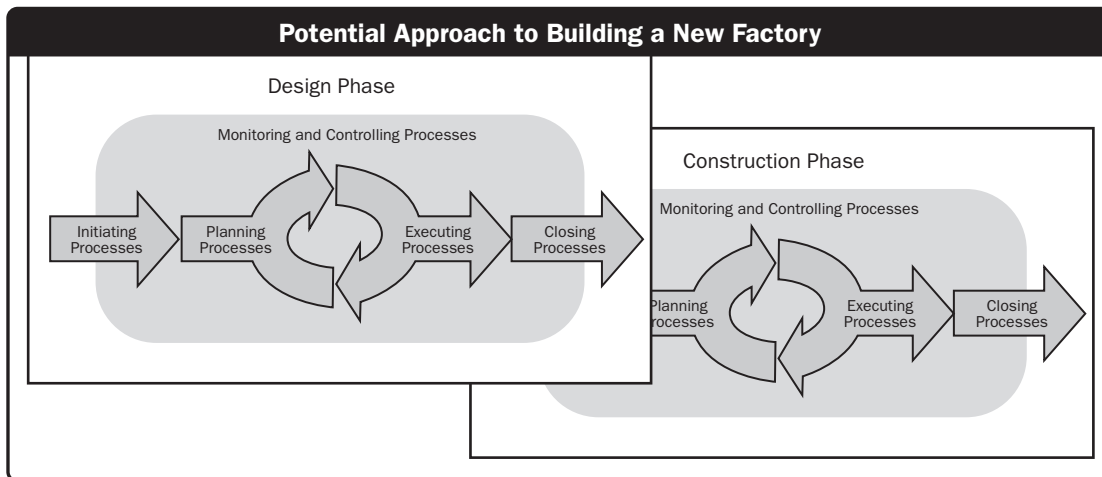 Potential Approach to Building a New Factory
Design Phase
Monitoring and Controlling Processes
Initiating
Processes
Planning
Processes
Executing
Processes
Closing
Processes
Construction Phase
Monitoring and Controlling Processes
Planning
rocesses
Executing
Processes
Closing
Processes